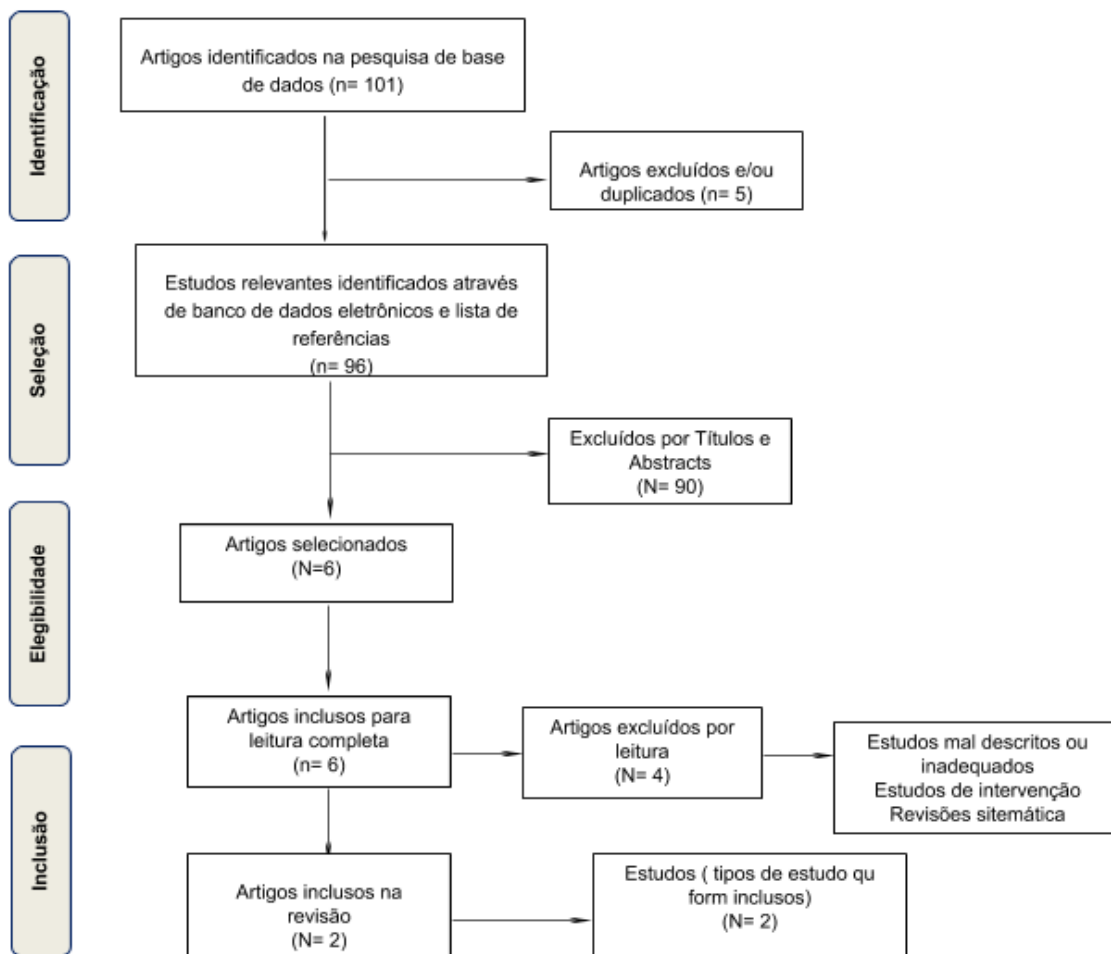 Identificação
Artigos identificados na pesquisa de base
de dados (n= 101)
Artigos excluídos e/ou
duplicados (n= 5)
Seleção
Estudos relevantes identificados através
de banco de dados eletrônicos e lista de
referências
(n= 96)
Excluídos por Títulos e
Abstracts
(N= 90)
Elegibilidade
Artigos selecionados
(N=6)
Artigos inclusos para
leitura completa
(n= 6)
Artigos excluídos por
leitura
(N= 4)
Estudos mal descritos ou
inadequados
Estudos de intervenção
Revisões sitemática
Inclusão
Artigos inclusos na
revisão
(N= 2)
Estudos ( tipos de estudo qu
form inclusos)
(N= 2)